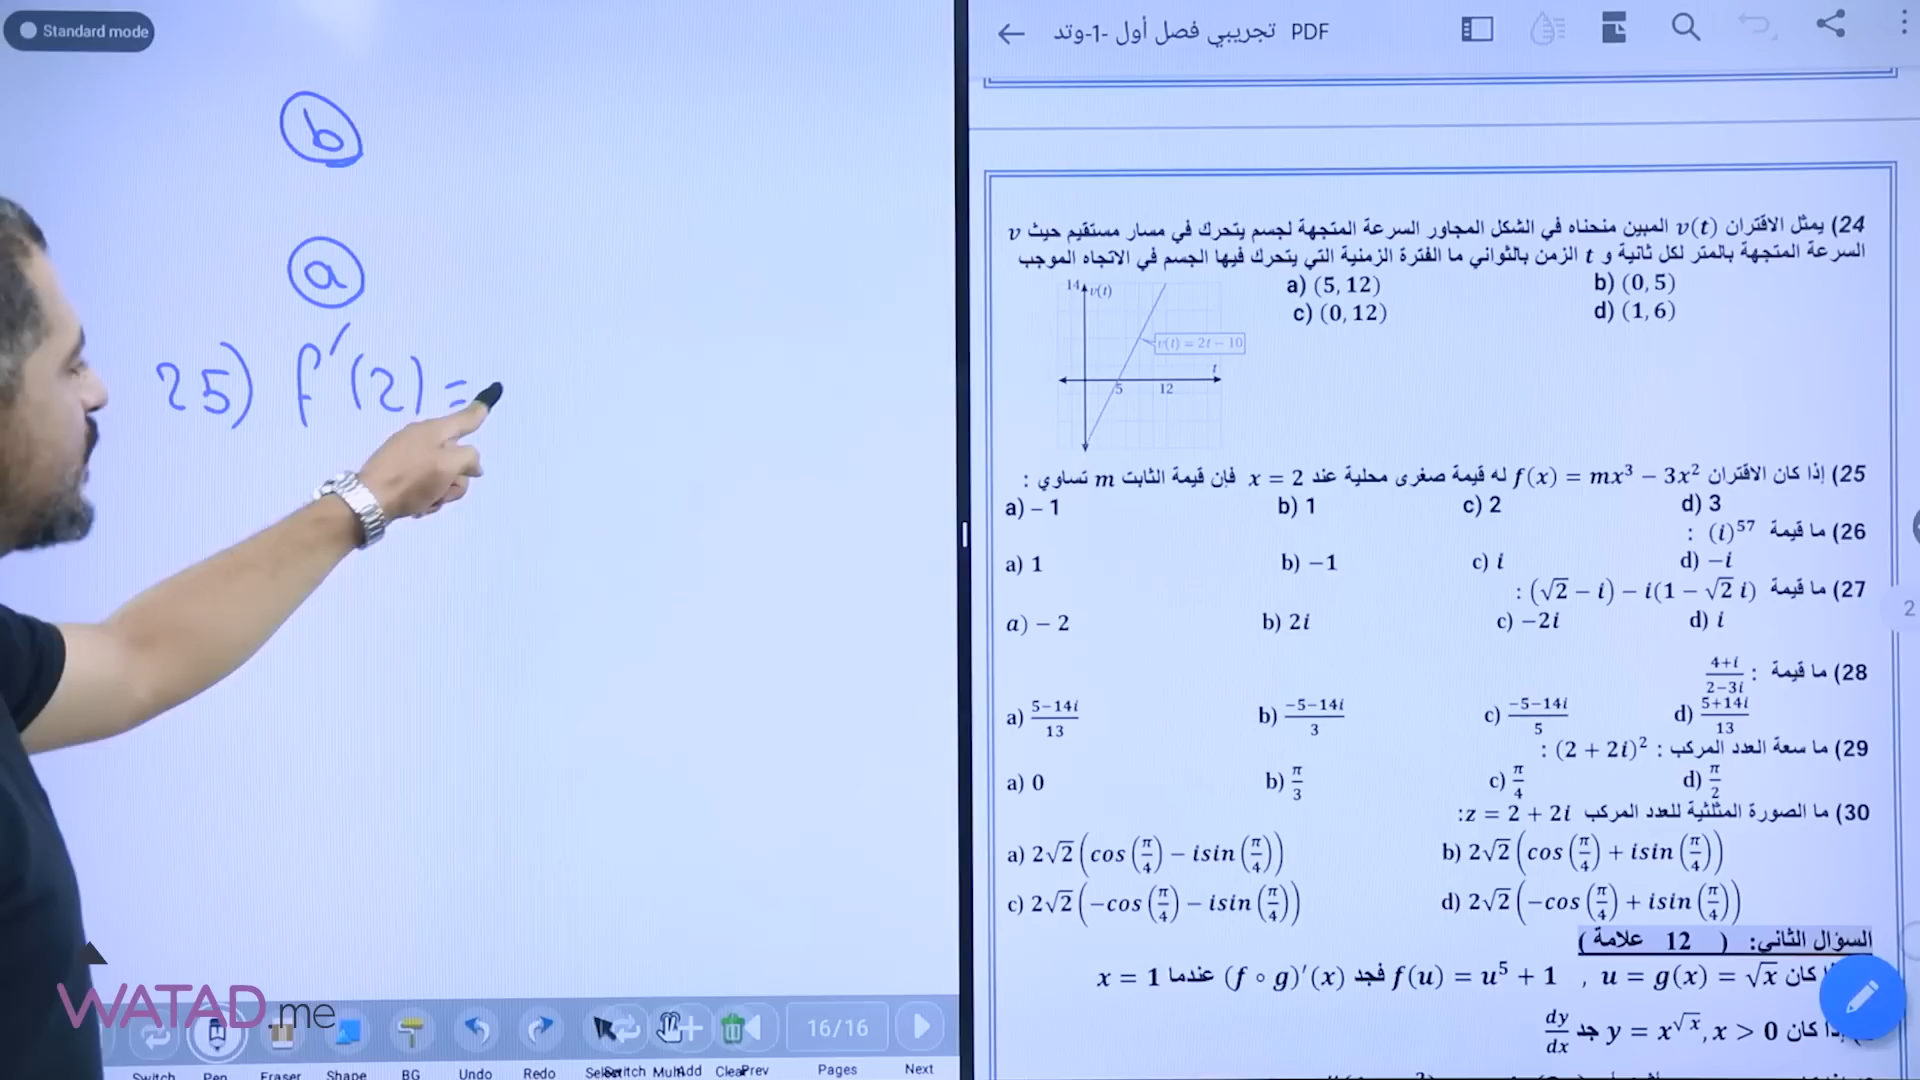 Standard mode
b
a
25) f′(2) =
WATAD.me
Switch Pen Eraser Shape BG Undo Redo Pages Next
16/16
تجريبي فصل أول -1-وتد PDF
24) يمثل الاقتران v(t) المبين منحناه في الشكل المجاور السرعة المتجهة لجسم يتحرك في مسار مستقيم حيث v
السرعة المتجهة بالمتر لكل ثانية و t الزمن بالثواني ما الفترة الزمنية التي يتحرك فيها الجسم في الاتجاه الموجب
a) (5, 12) b) (0, 5)
c) (0, 12) d) (1, 6)
14 v(t)
v(t) = 2t − 10
t
5 12
25) إذا كان الاقتران f(x) = mx³ − 3x² له قيمة صغرى محلية عند x = 2 فإن قيمة الثابت m تساوي :
a) − 1 b) 1 c) 2 d) 3
26) ما قيمة (i)⁵⁷ :
a) 1 b) −1 c) i d) −i
27) ما قيمة (√2 − i) − i(1 − √2 i) :
a) − 2 b) 2i c) −2i d) i
28) ما قيمة : (4+i)/(2−3i)
a) (5−14i)/13 b) (−5−14i)/3 c) (−5−14i)/5 d) (5+14i)/13
29) ما سعة العدد المركب : (2 + 2i)² :
a) 0 b) π/3 c) π/4 d) π/2
30) ما الصورة المثلثية للعدد المركب z = 2 + 2i:
a) 2√2 (cos (π/4) − isin (π/4)) b) 2√2 (cos (π/4) + isin (π/4))
c) 2√2 (−cos (π/4) − isin (π/4)) d) 2√2 (−cos (π/4) + isin (π/4))
السؤال الثاني: ( 12 علامة )
كان u = g(x) = √x , f(u) = u⁵ + 1 فجد (f ∘ g)′(x) عندما x = 1
إذا كان y = x^√x, x > 0 جد dy/dx
2